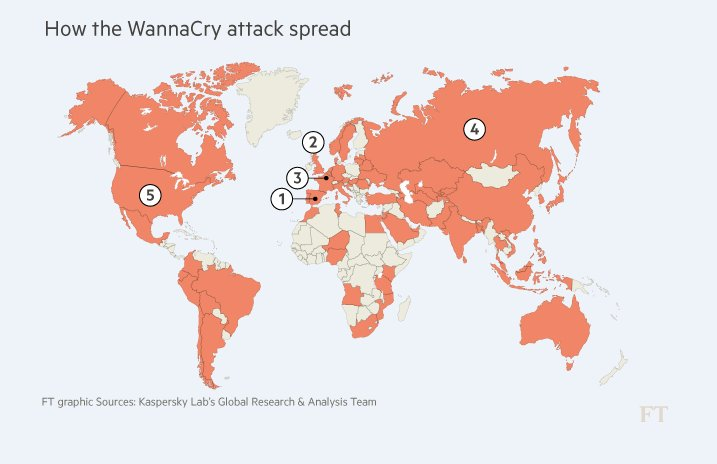 How the WannaCry attack spread
2
4
3
5
1
FT graphic Sources: Kaspersky Lab's Global Research & Analysis Team
FT